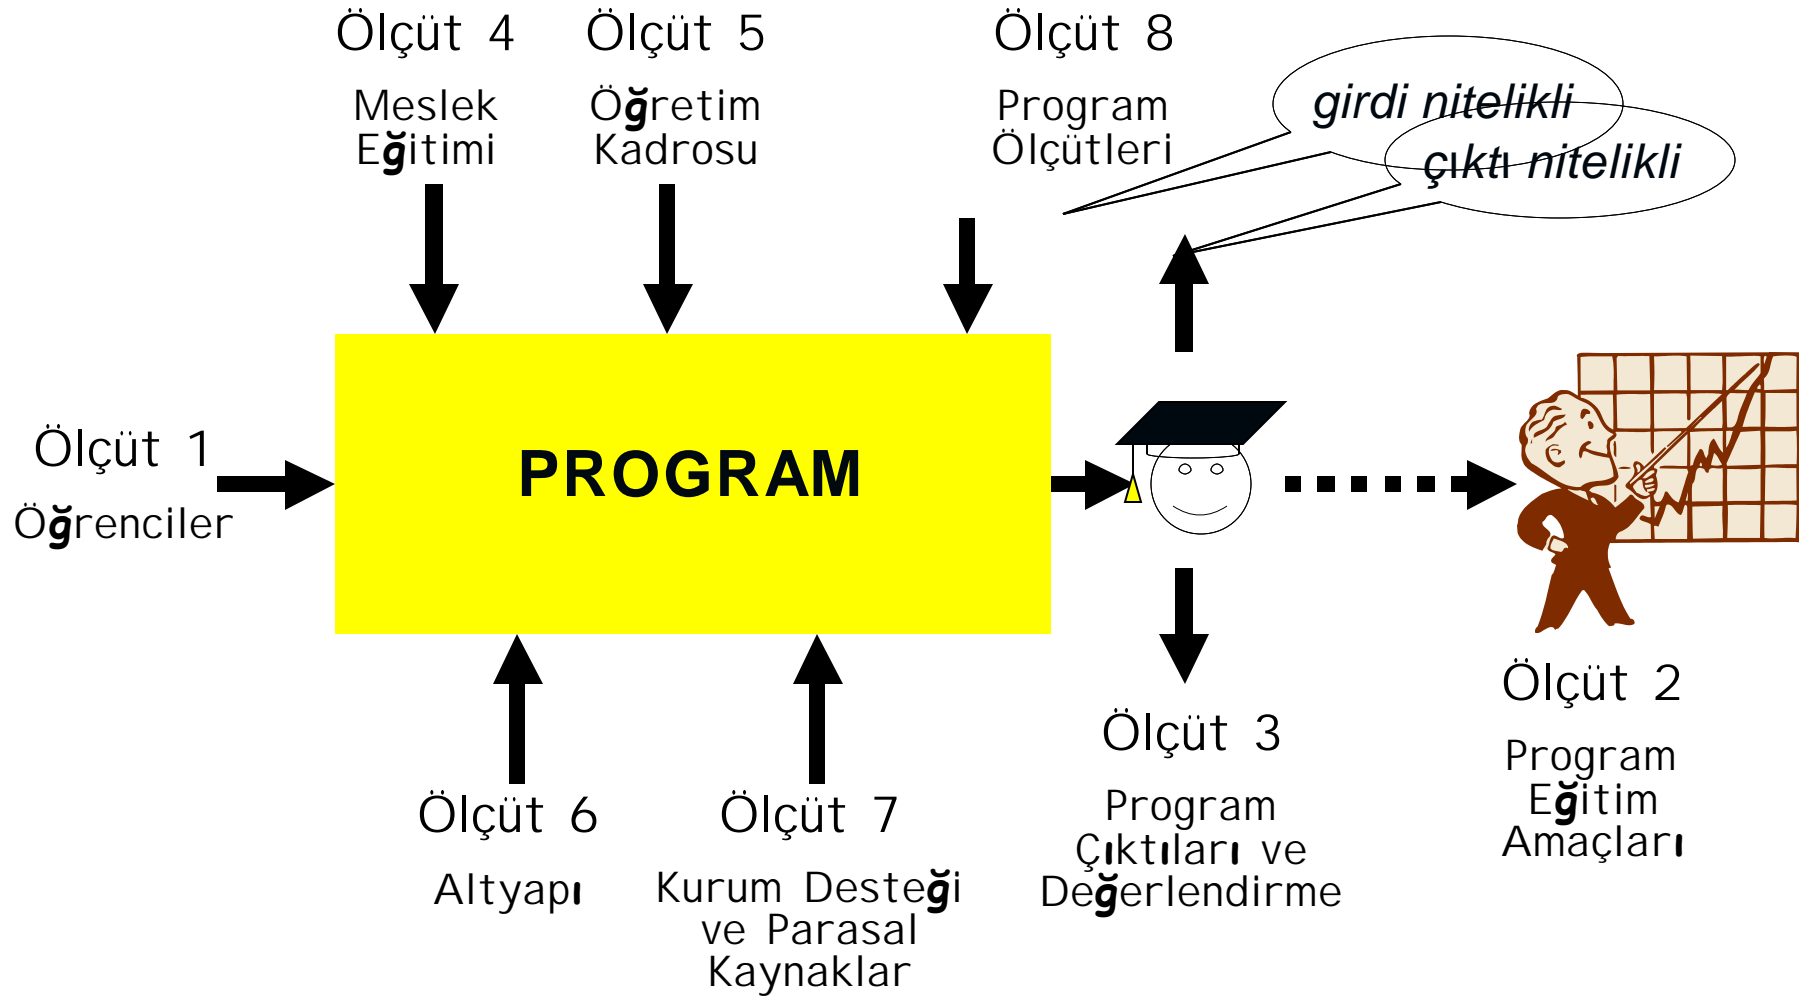 Ölçüt 4
Meslek
Eğitimi
Ölçüt 5
Öğretim
Kadrosu
Ölçüt 8
Program
Ölçütleri
girdi nitelikli
çıktı nitelikli
Ölçüt 1
Öğrenciler
PROGRAM
Ölçüt 6
Altyapı
Ölçüt 7
Kurum Desteği
ve Parasal
Kaynaklar
Ölçüt 3
Program
Çıktıları ve
Değerlendirme
Ölçüt 2
Program
Eğitim
Amaçları